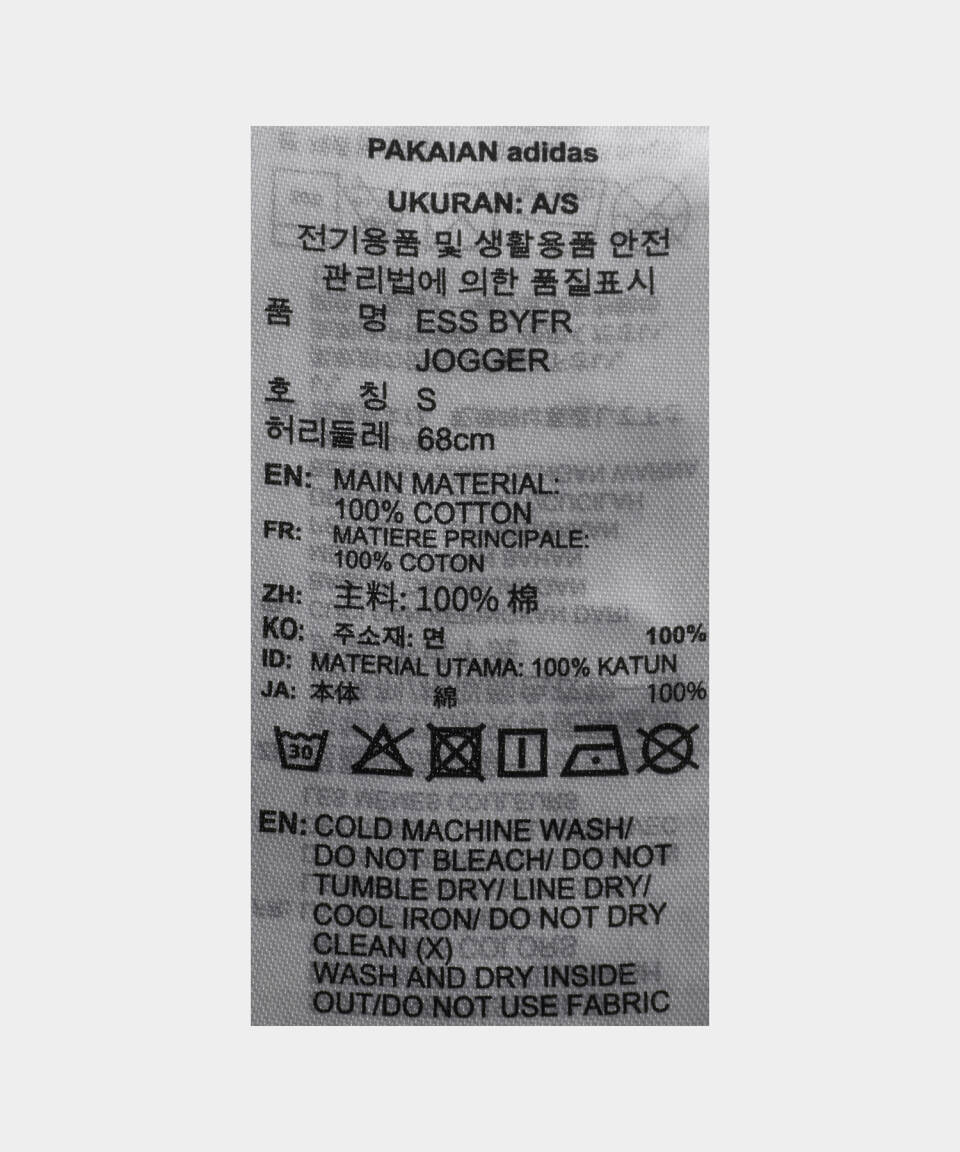 PAKAIAN adidas
UKURAN: A/S
전기용품 및 생활용품 안전
관리법에 의한 품질표시
품 명 ESS BYFR
JOGGER
호 칭 S
허리둘레 68cm
EN: MAIN MATERIAL:
100% COTTON
FR: MATIERE PRINCIPALE:
100% COTON
ZH: 主料: 100% 棉
KO: 주소재: 면 100%
ID: MATERIAL UTAMA: 100% KATUN
JA: 本体 綿 100%
30
EN: COLD MACHINE WASH/
DO NOT BLEACH/ DO NOT
TUMBLE DRY/ LINE DRY/
COOL IRON/ DO NOT DRY
CLEAN (X)
WASH AND DRY INSIDE
OUT/DO NOT USE FABRIC